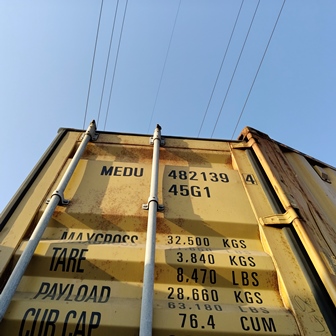 MEDU 482139 4
45G1
MAXGROSS 32.500 KGS
TARE 3.840 KGS
8,470 LBS
PAYLOAD 28.660 KGS
63.180 LBS
CUB CAP 76.4 CUM